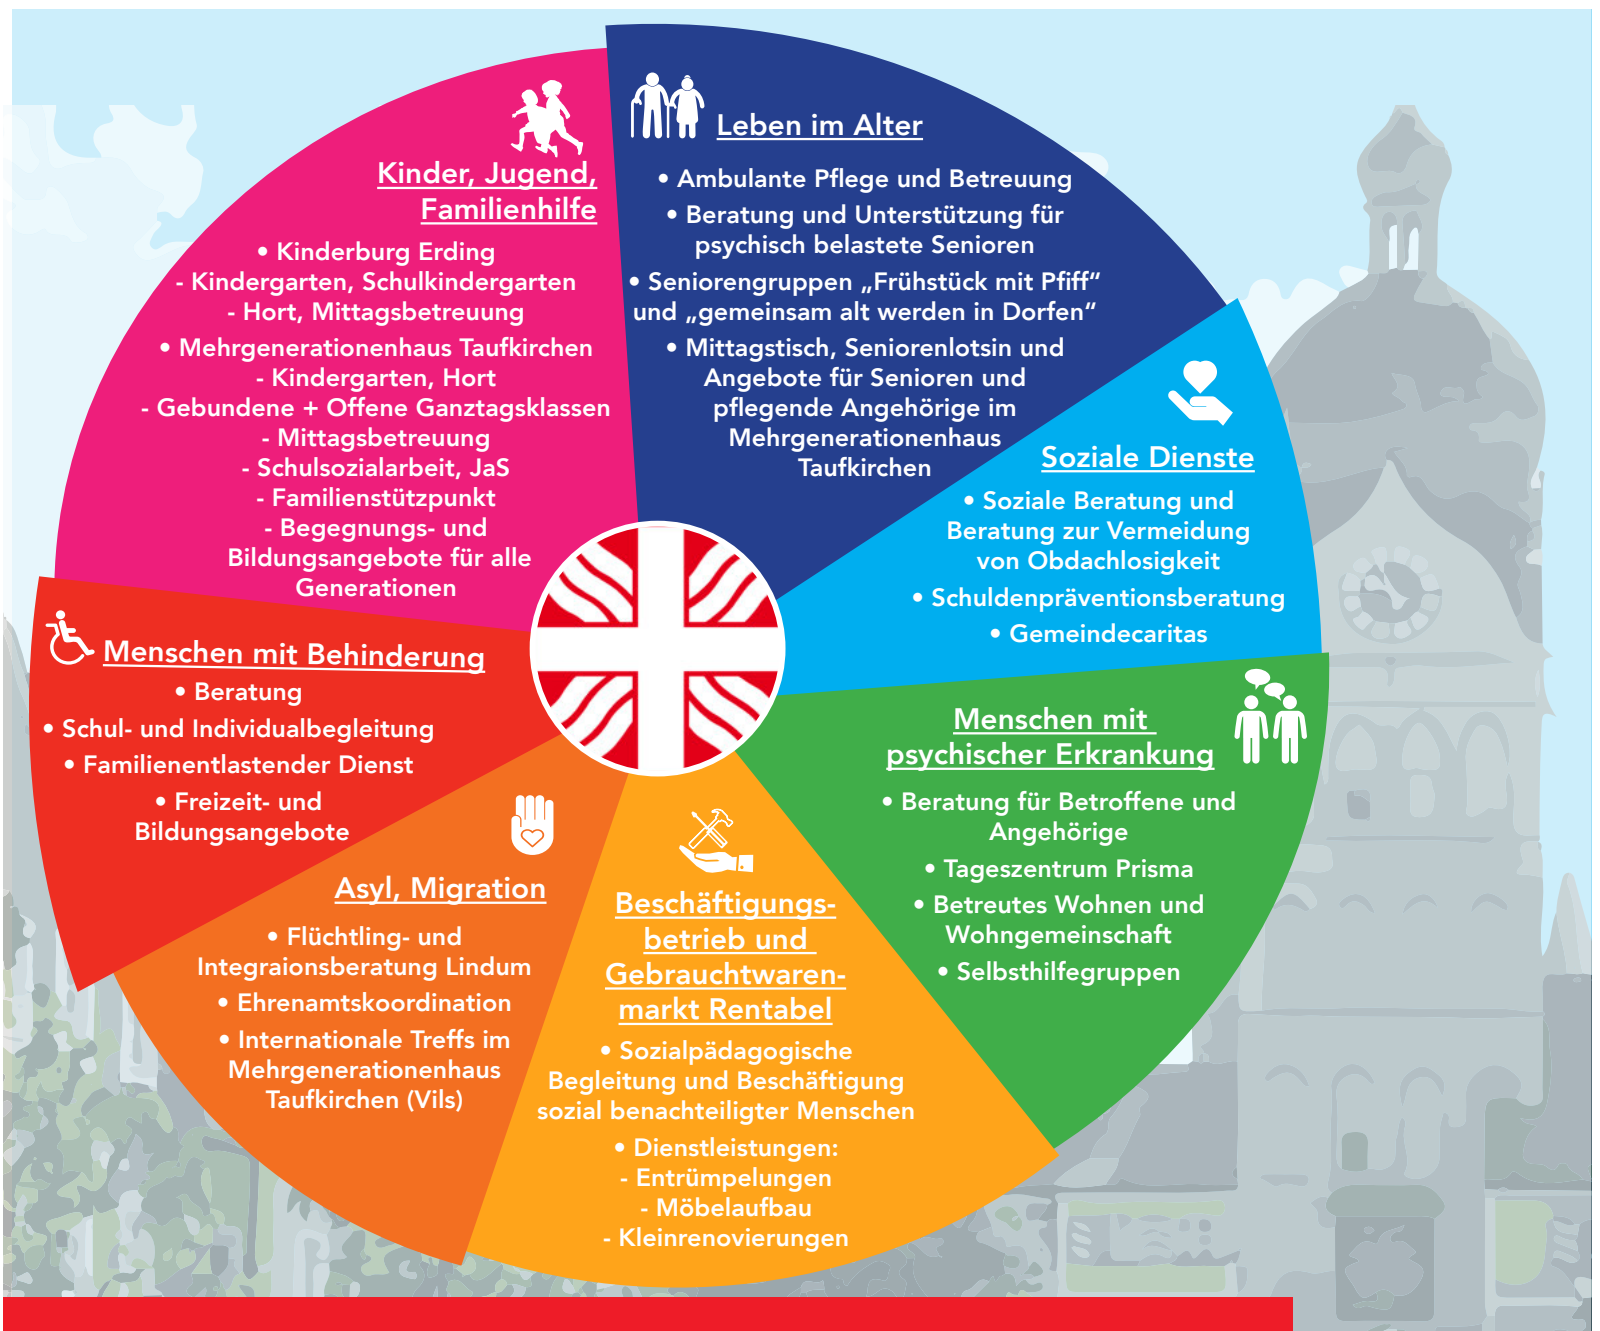 Kinder, Jugend,
Familienhilfe
• Kinderburg Erding
- Kindergarten, Schulkindergarten
- Hort, Mittagsbetreuung
• Mehrgenerationenhaus Taufkirchen
- Kindergarten, Hort
- Gebundene + Offene Ganztagsklassen
- Mittagsbetreuung
- Schulsozialarbeit, JaS
- Familienstützpunkt
- Begegnungs- und
Bildungsangebote für alle
Generationen
Leben im Alter
• Ambulante Pflege und Betreuung
• Beratung und Unterstützung für
psychisch belastete Senioren
• Seniorengruppen „Frühstück mit Pfiff“
und „gemeinsam alt werden in Dorfen“
• Mittagstisch, Seniorenlotsin und
Angebote für Senioren und
pflegende Angehörige im
Mehrgenerationenhaus
Taufkirchen
Soziale Dienste
• Soziale Beratung und
Beratung zur Vermeidung
von Obdachlosigkeit
• Schuldenpräventionsberatung
• Gemeindecaritas
Menschen mit
psychischer Erkrankung
• Beratung für Betroffene und
Angehörige
• Tageszentrum Prisma
• Betreutes Wohnen und
Wohngemeinschaft
• Selbsthilfegruppen
Beschäftigungs-
betrieb und
Gebrauchtwaren-
markt Rentabel
• Sozialpädagogische
Begleitung und Beschäftigung
sozial benachteiligter Menschen
• Dienstleistungen:
- Entrümpelungen
- Möbelaufbau
- Kleinrenovierungen
Asyl, Migration
• Flüchtling- und
Integraionsberatung Lindum
• Ehrenamtskoordination
• Internationale Treffs im
Mehrgenerationenhaus
Taufkirchen (Vils)
Menschen mit Behinderung
• Beratung
• Schul- und Individualbegleitung
• Familienentlastender Dienst
• Freizeit- und
Bildungsangebote